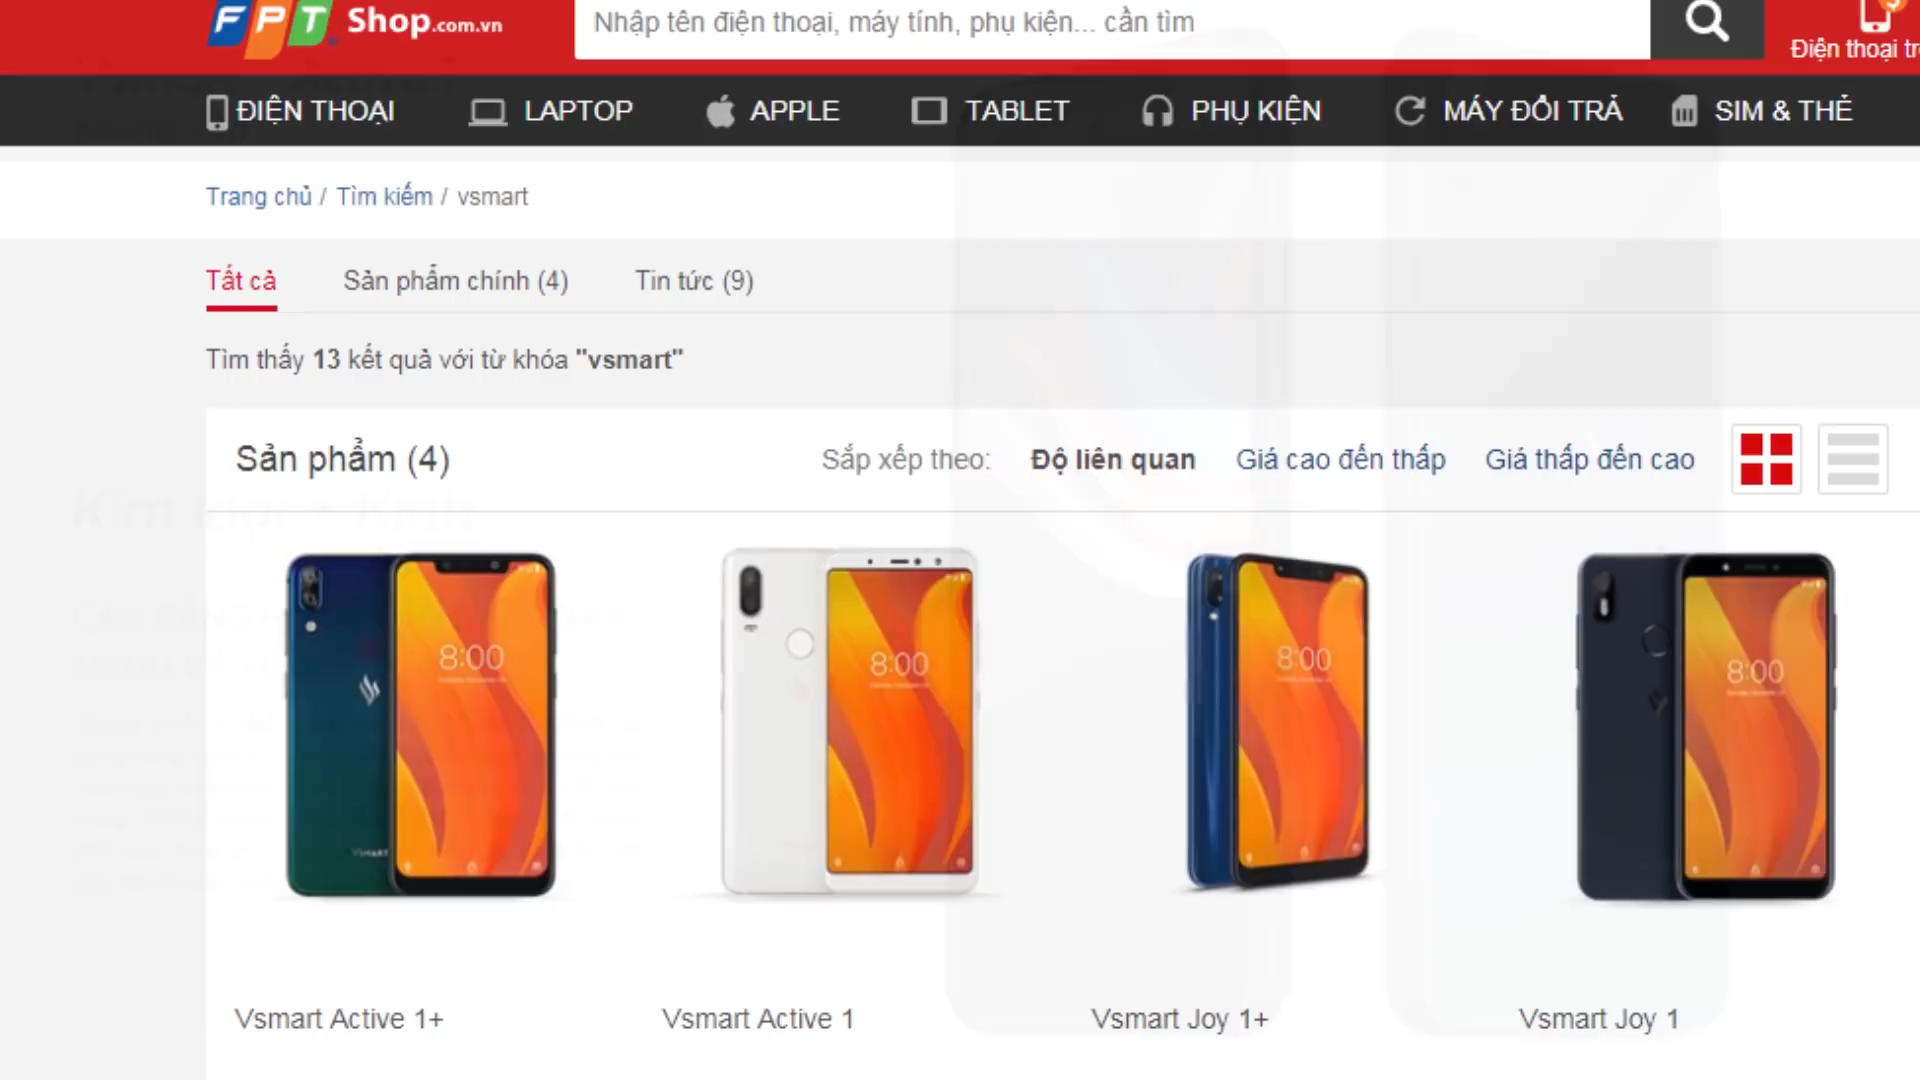 FPT Shop.com.vn
Nhập tên điện thoại, máy tính, phụ kiện... cần tìm
Điện thoại
ĐIỆN THOẠI LAPTOP APPLE TABLET PHỤ KIỆN MÁY ĐỔI TRẢ SIM & THẺ
Trang chủ / Tìm kiếm / vsmart
Tất cả Sản phẩm chính (4) Tin tức (9)
Tìm thấy 13 kết quả với từ khóa "vsmart"
Sản phẩm (4) Sắp xếp theo: Độ liên quan Giá cao đến thấp Giá thấp đến cao
Kim loại + Kính
8:00 8:00 8:00 8:00
Vsmart Active 1+ Vsmart Active 1 Vsmart Joy 1+ Vsmart Joy 1